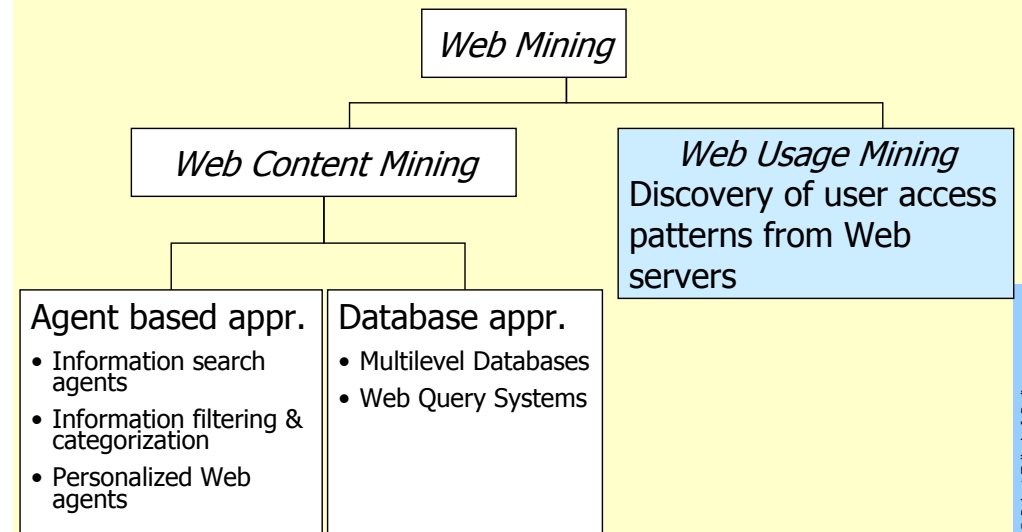 Web Mining
Web Content Mining
Web Usage Mining
Discovery of user access
patterns from Web
servers
Agent based appr.
• Information search
agents
• Information filtering &
categorization
• Personalized Web
agents
Database appr.
• Multilevel Databases
• Web Query Systems